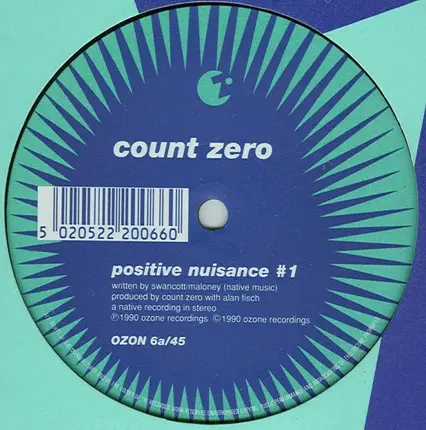 count zero
5 020522 200660
positive nuisance #1
written by swancott/maloney (native music)
produced by count zero with alan fisch
a native recording in stereo
℗1990 ozone recordings ©1990 ozone recordings
OZON 6a/45